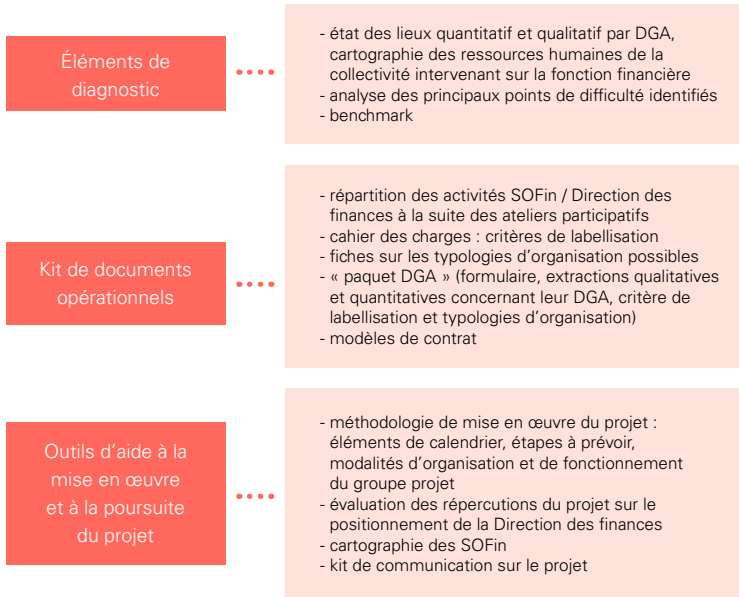 Éléments de
diagnostic
- état des lieux quantitatif et qualitatif par DGA,
cartographie des ressources humaines de la
collectivité intervenant sur la fonction financière
- analyse des principaux points de difficulté identifiés
- benchmark
Kit de documents
opérationnels
- répartition des activités SOFin / Direction des
finances à la suite des ateliers participatifs
- cahier des charges : critères de labellisation
- fiches sur les typologies d'organisation possibles
- « paquet DGA » (formulaire, extractions qualitatives
et quantitatives concernant leur DGA, critère de
labellisation et typologies d'organisation)
- modèles de contrat
Outils d'aide à la
mise en œuvre
et à la poursuite
du projet
- méthodologie de mise en œuvre du projet :
éléments de calendrier, étapes à prévoir,
modalités d'organisation et de fonctionnement
du groupe projet
- évaluation des répercutions du projet sur le
positionnement de la Direction des finances
- cartographie des SOFin
- kit de communication sur le projet